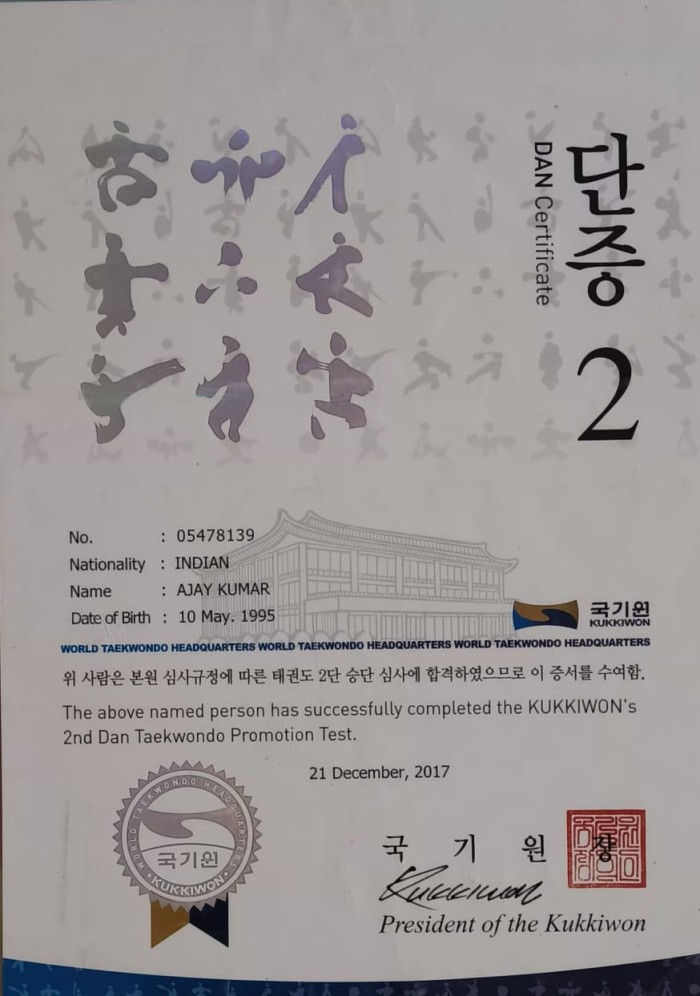 단증
DAN Certificate
2
No. : 05478139
Nationality : INDIAN
Name : AJAY KUMAR
Date of Birth : 10 May. 1995
국기원
KUKKIWON
WORLD TAEKWONDO HEADQUARTERS WORLD TAEKWONDO HEADQUARTERS WORLD TAEKWONDO HEADQUARTERS
위 사람은 본원 심사규정에 따른 태권도 2단 승단 심사에 합격하였으므로 이 증서를 수여함.
The above named person has successfully completed the KUKKIWON's
2nd Dan Taekwondo Promotion Test.
21 December, 2017
WORLD TAEKWONDO HEADQUARTERS
국기원
·KUKKIWON·
국 기 원 장
Kukkiwon
President of the Kukkiwon